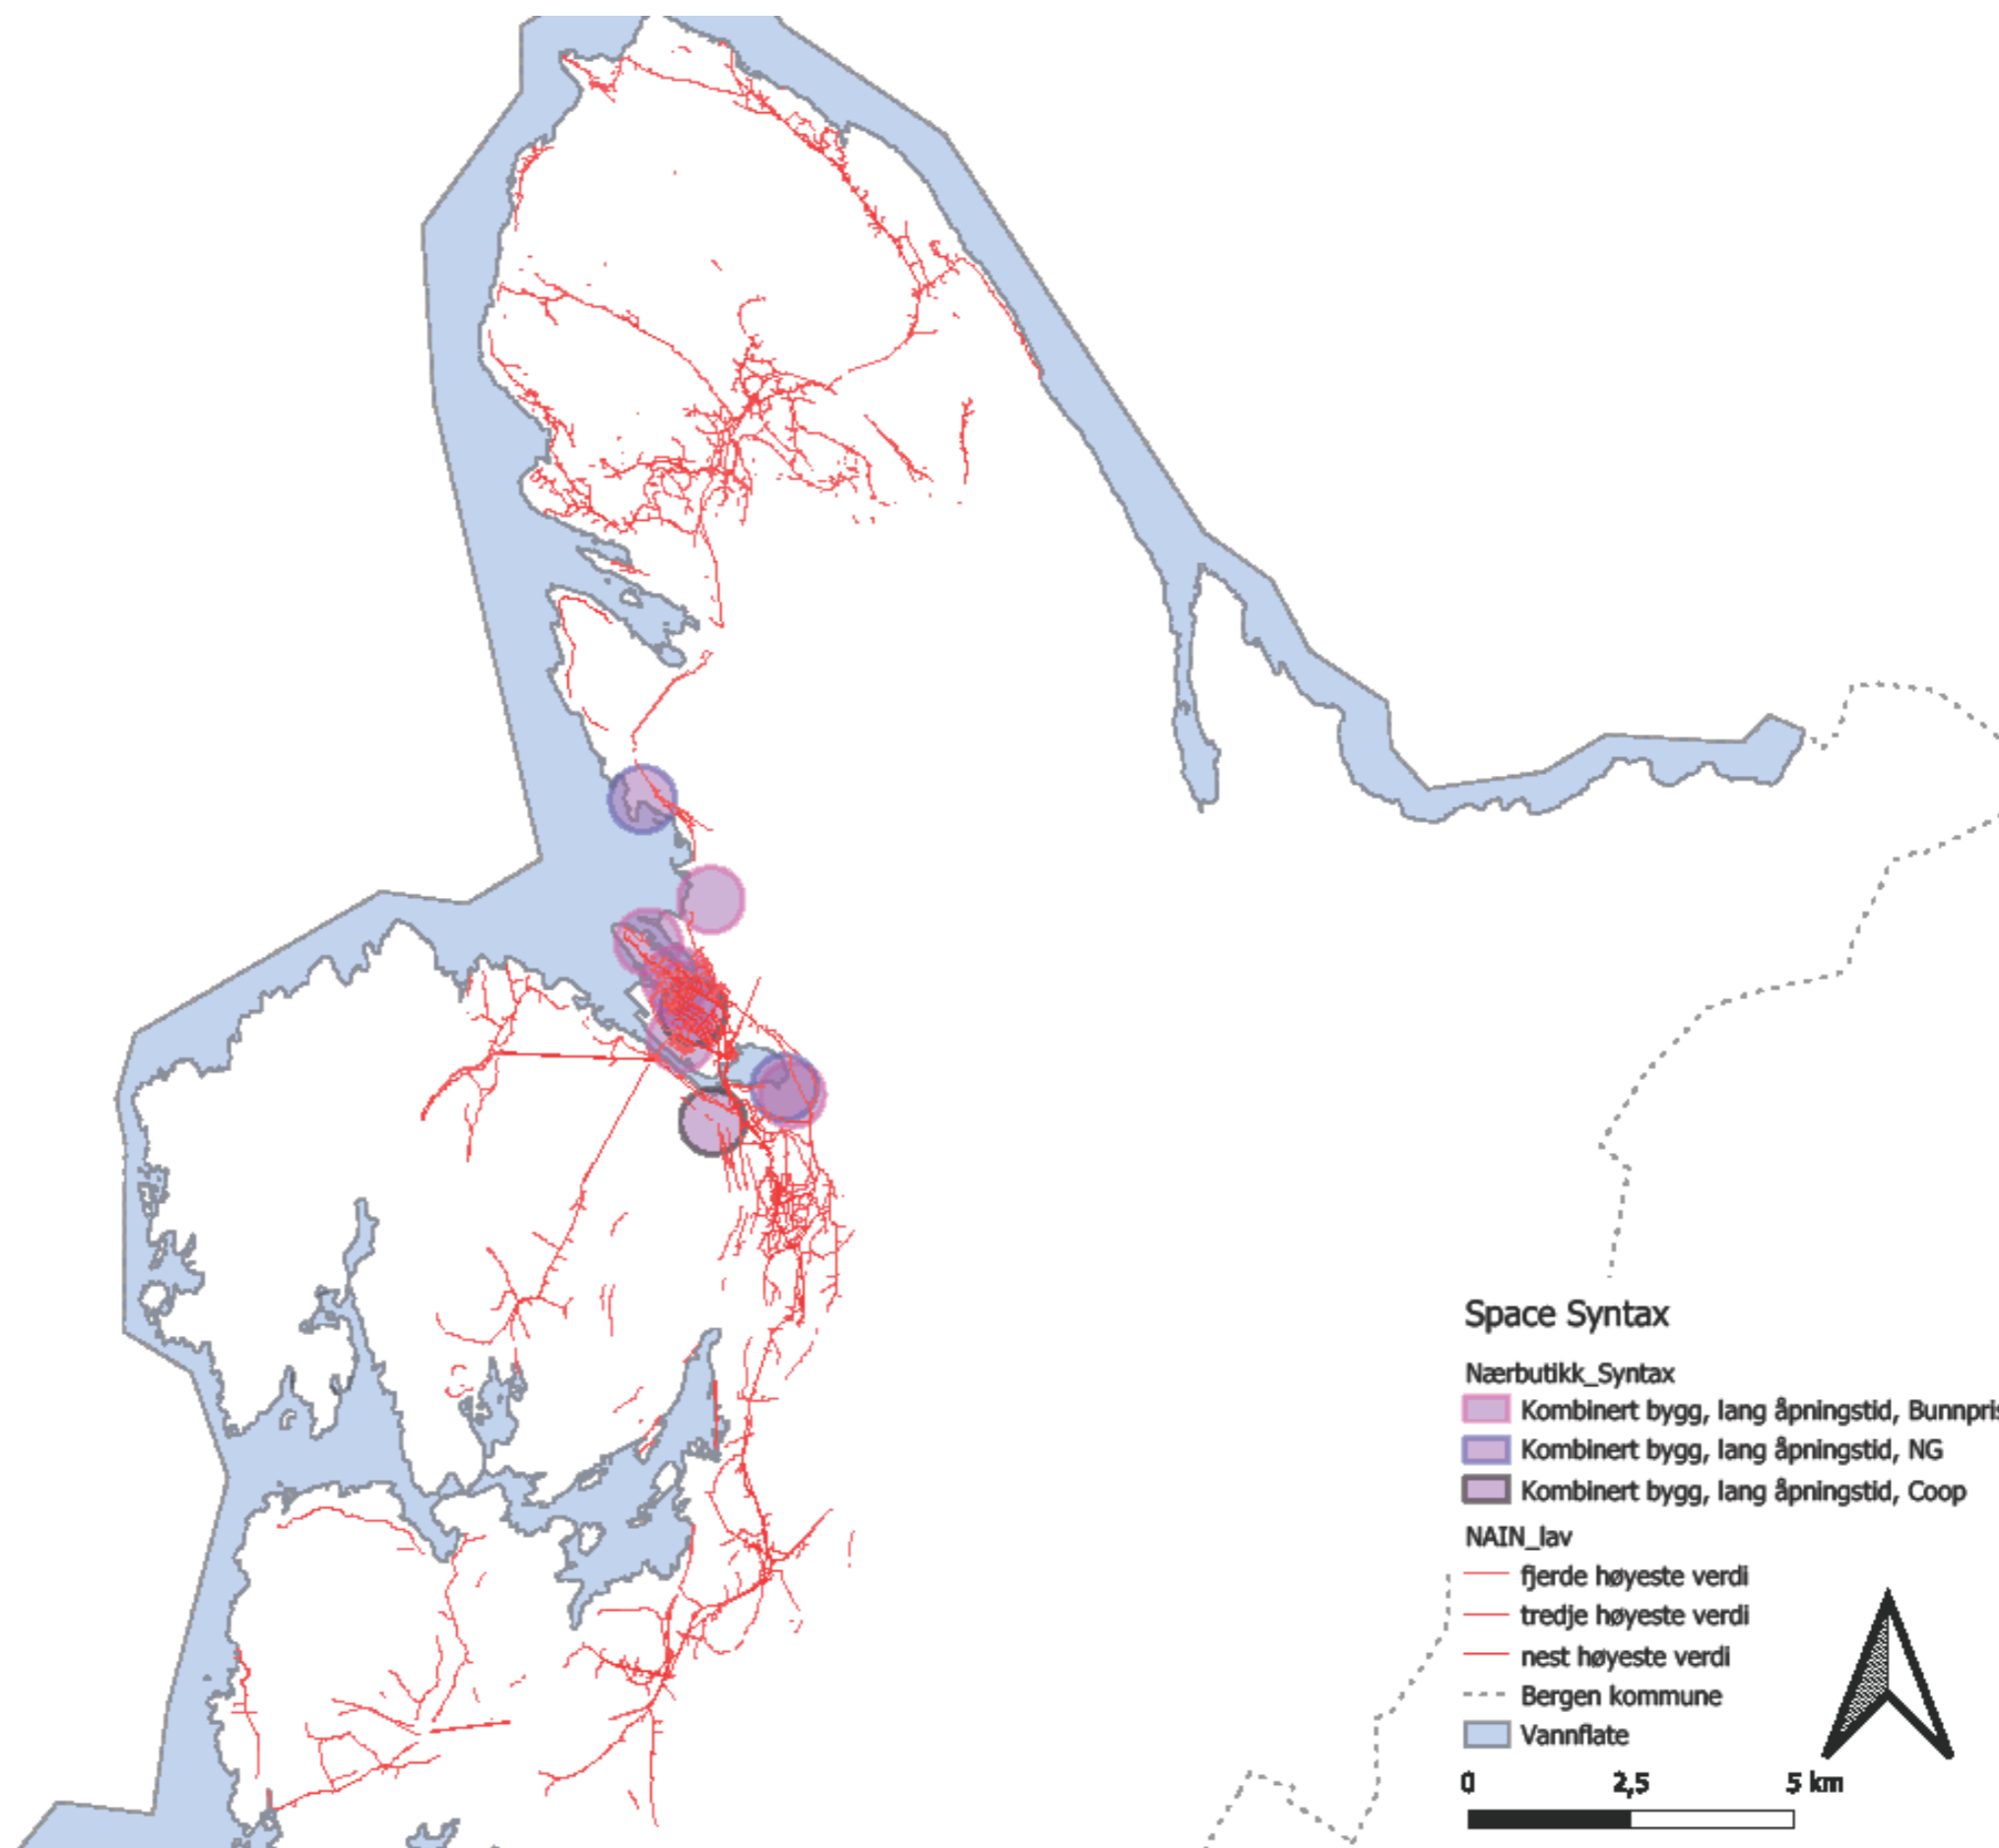 Space Syntax
Nærbutikk_Syntax
Kombinert bygg, lang åpningstid, Bunnpris
Kombinert bygg, lang åpningstid, NG
Kombinert bygg, lang åpningstid, Coop
NAIN_lav
fjerde høyeste verdi
tredje høyeste verdi
nest høyeste verdi
Bergen kommune
Vannflate
0 2,5 5 km